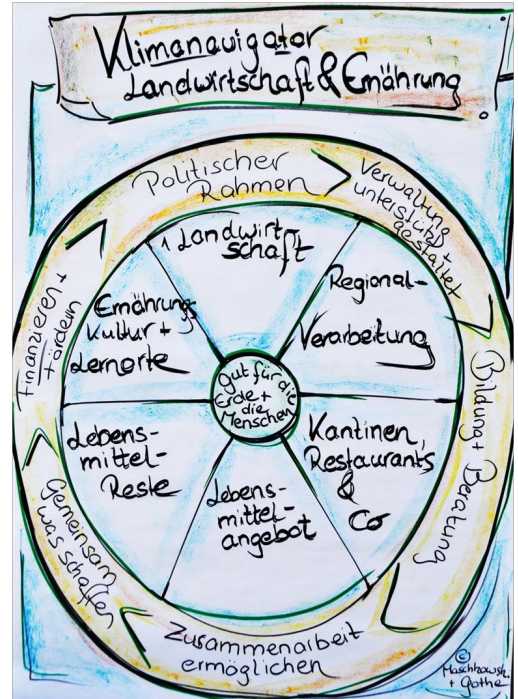 Klimanavigator
Landwirtschaft & Ernährung
Politischer
Rahmen
Verwaltung
unterstützt +
gestaltet
Bildung + Beratung
Zusammenarbeit
ermöglichen
Gemeinsam
was schaffen
Finanzieren +
fördern
1 Landwirt-
schaft
Regional-
Verarbeitung
Kantinen,
Restaurants
&
Co
Lebens-
mittel-
angebot
Lebens-
mittel-
Reste
Ernährungs-
kultur +
Lernorte
Gut für die
Erde +
die
Menschen
©
+ Gothe